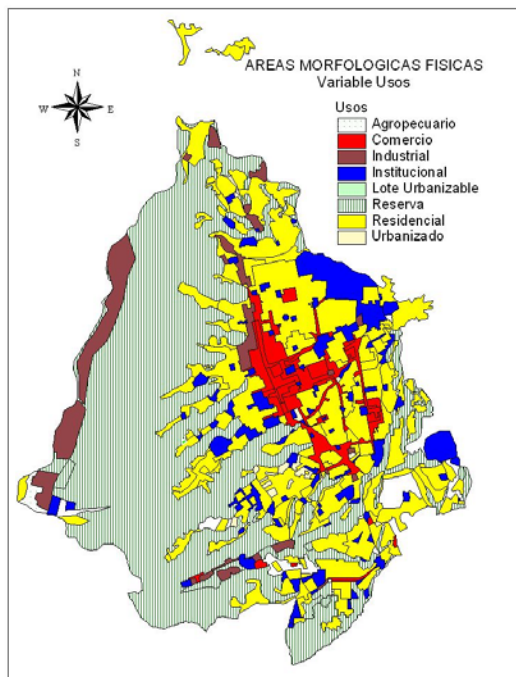 AREAS MORFOLOGICAS FISICAS
Variable Usos
N
W E
S
Usos
Agropecuario
Comercio
Industrial
Institucional
Lote Urbanizable
Reserva
Residencial
Urbanizado